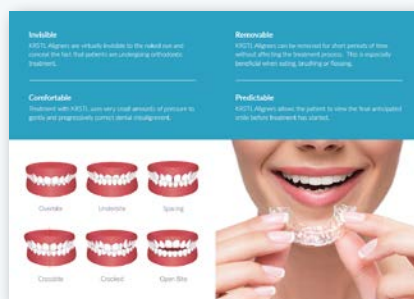 Invisible
KRSTL Aligners are virtually invisible to the naked eye and
conceal the fact that patients are undergoing orthodontic
treatment.
Removable
KRSTL Aligners can be removed for short periods of time
without affecting the treatment process. This is especially
beneficial when eating, brushing or flossing.
Comfortable
Treatment with KRSTL uses very small amounts of pressure to
gently and progressively correct dental misalignment.
Predictable
KRSTL Aligners allows the patient to view the final anticipated
smile before treatment has started.
Overbite
Underbite
Spacing
Crossbite
Crooked
Open Bite